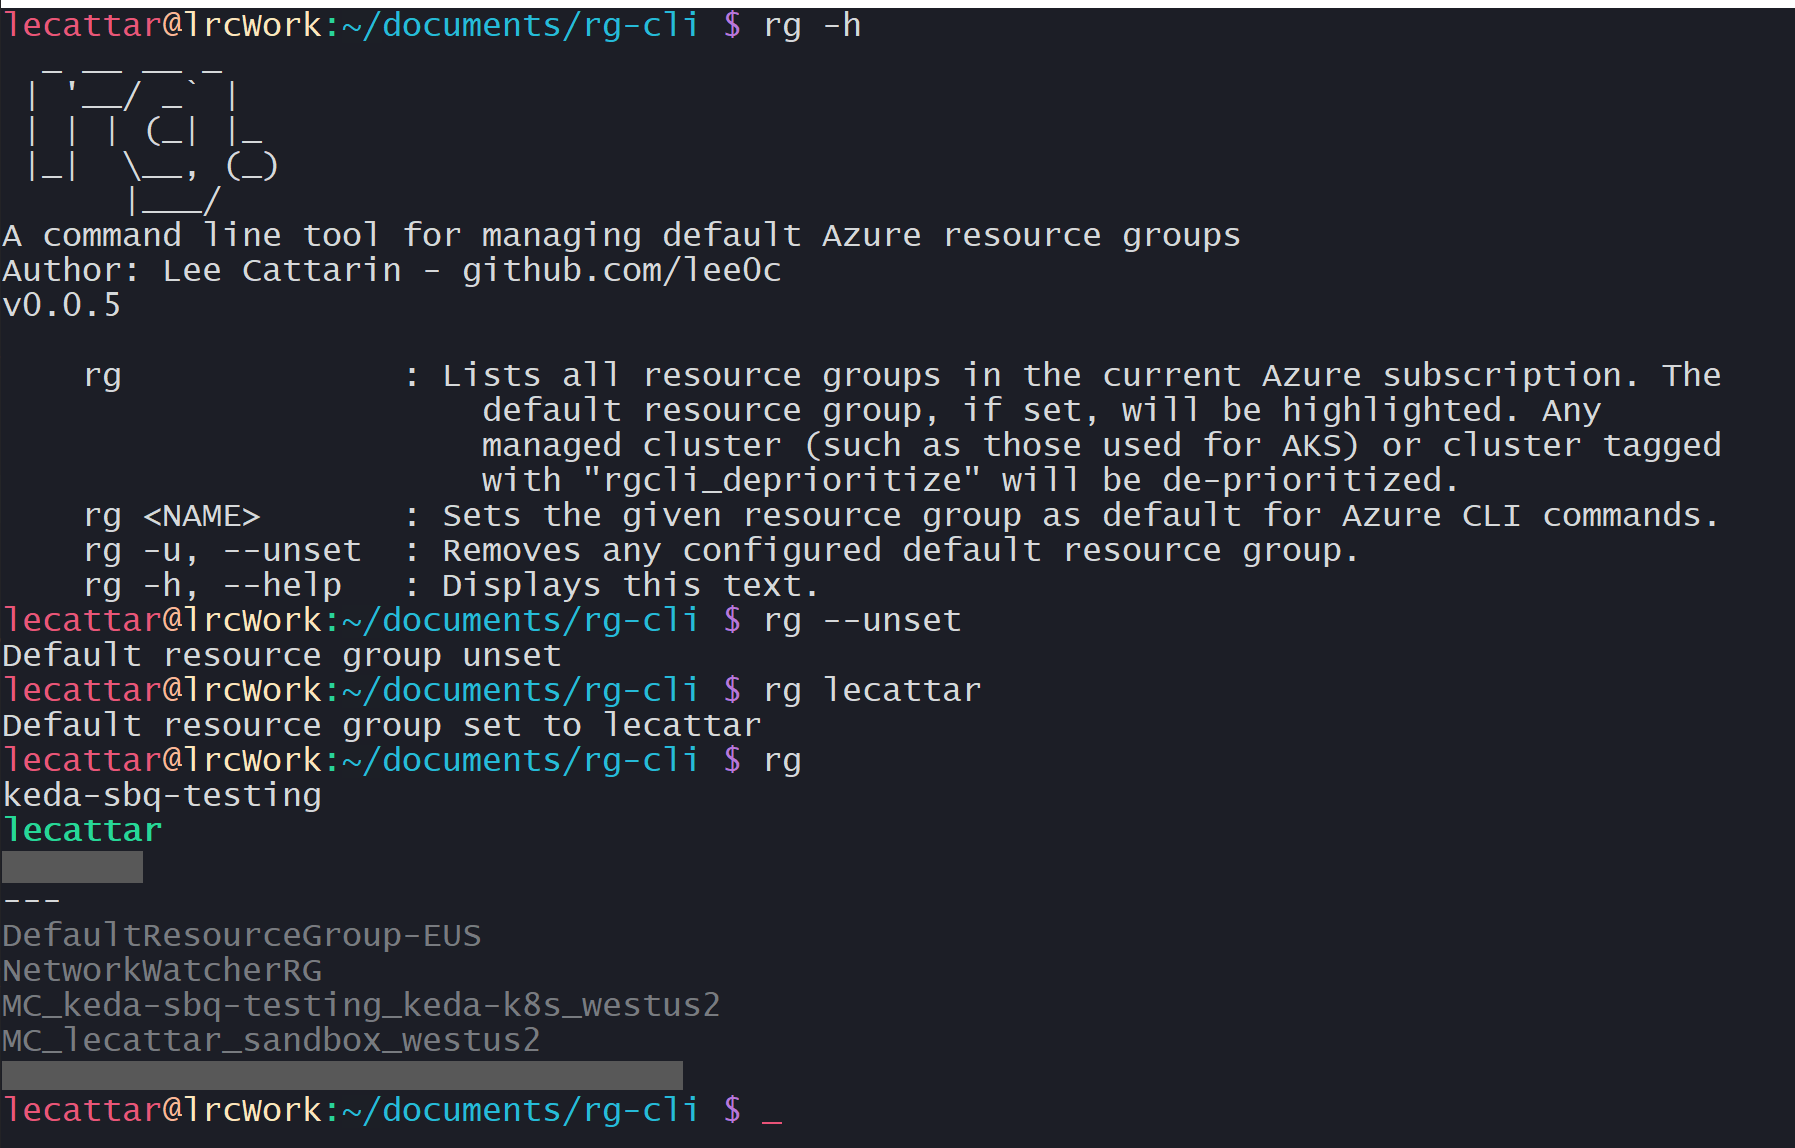 lecattar@lrcWork:~/documents/rg-cli $ rg -h
  _ __ __ _
 | '__/ _` |
 | | | (_| |_
 |_|  \__, (_)
      |___/
A command line tool for managing default Azure resource groups
Author: Lee Cattarin - github.com/lee0c
v0.0.5

    rg              : Lists all resource groups in the current Azure subscription. The
                        default resource group, if set, will be highlighted. Any
                        managed cluster (such as those used for AKS) or cluster tagged
                        with "rgcli_deprioritize" will be de-prioritized.
    rg <NAME>       : Sets the given resource group as default for Azure CLI commands.
    rg -u, --unset  : Removes any configured default resource group.
    rg -h, --help   : Displays this text.
lecattar@lrcWork:~/documents/rg-cli $ rg --unset
Default resource group unset
lecattar@lrcWork:~/documents/rg-cli $ rg lecattar
Default resource group set to lecattar
lecattar@lrcWork:~/documents/rg-cli $ rg
keda-sbq-testing
lecattar
---
DefaultResourceGroup-EUS
NetworkWatcherRG
MC_keda-sbq-testing_keda-k8s_westus2
MC_lecattar_sandbox_westus2
lecattar@lrcWork:~/documents/rg-cli $ _